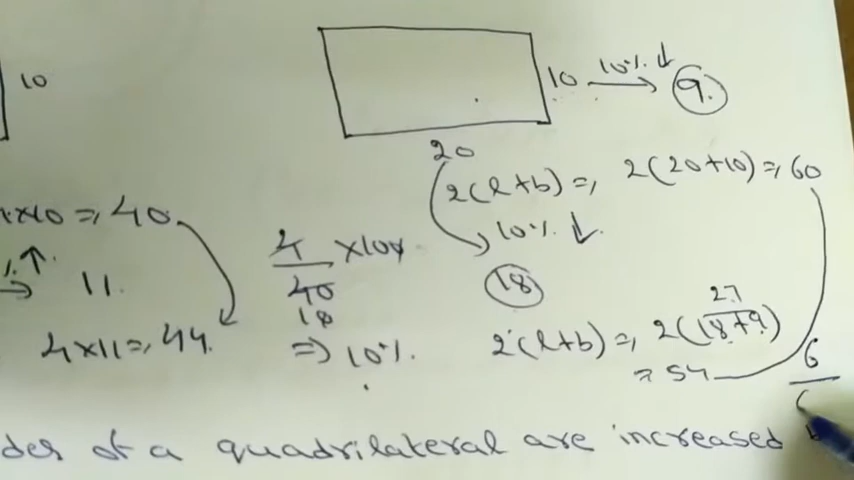 10
10 10% ↓ 9.
20
2(l+b) =, 2(20+10) =, 60
10% ↓
18
×10 =, 40
% ↑
→ 11.
4×11 =, 44.
4/40 ×100
10
⇒ 10%.
27
2(l+b) =, 2(18+9)
= 54
6
of a quadrilateral are increased